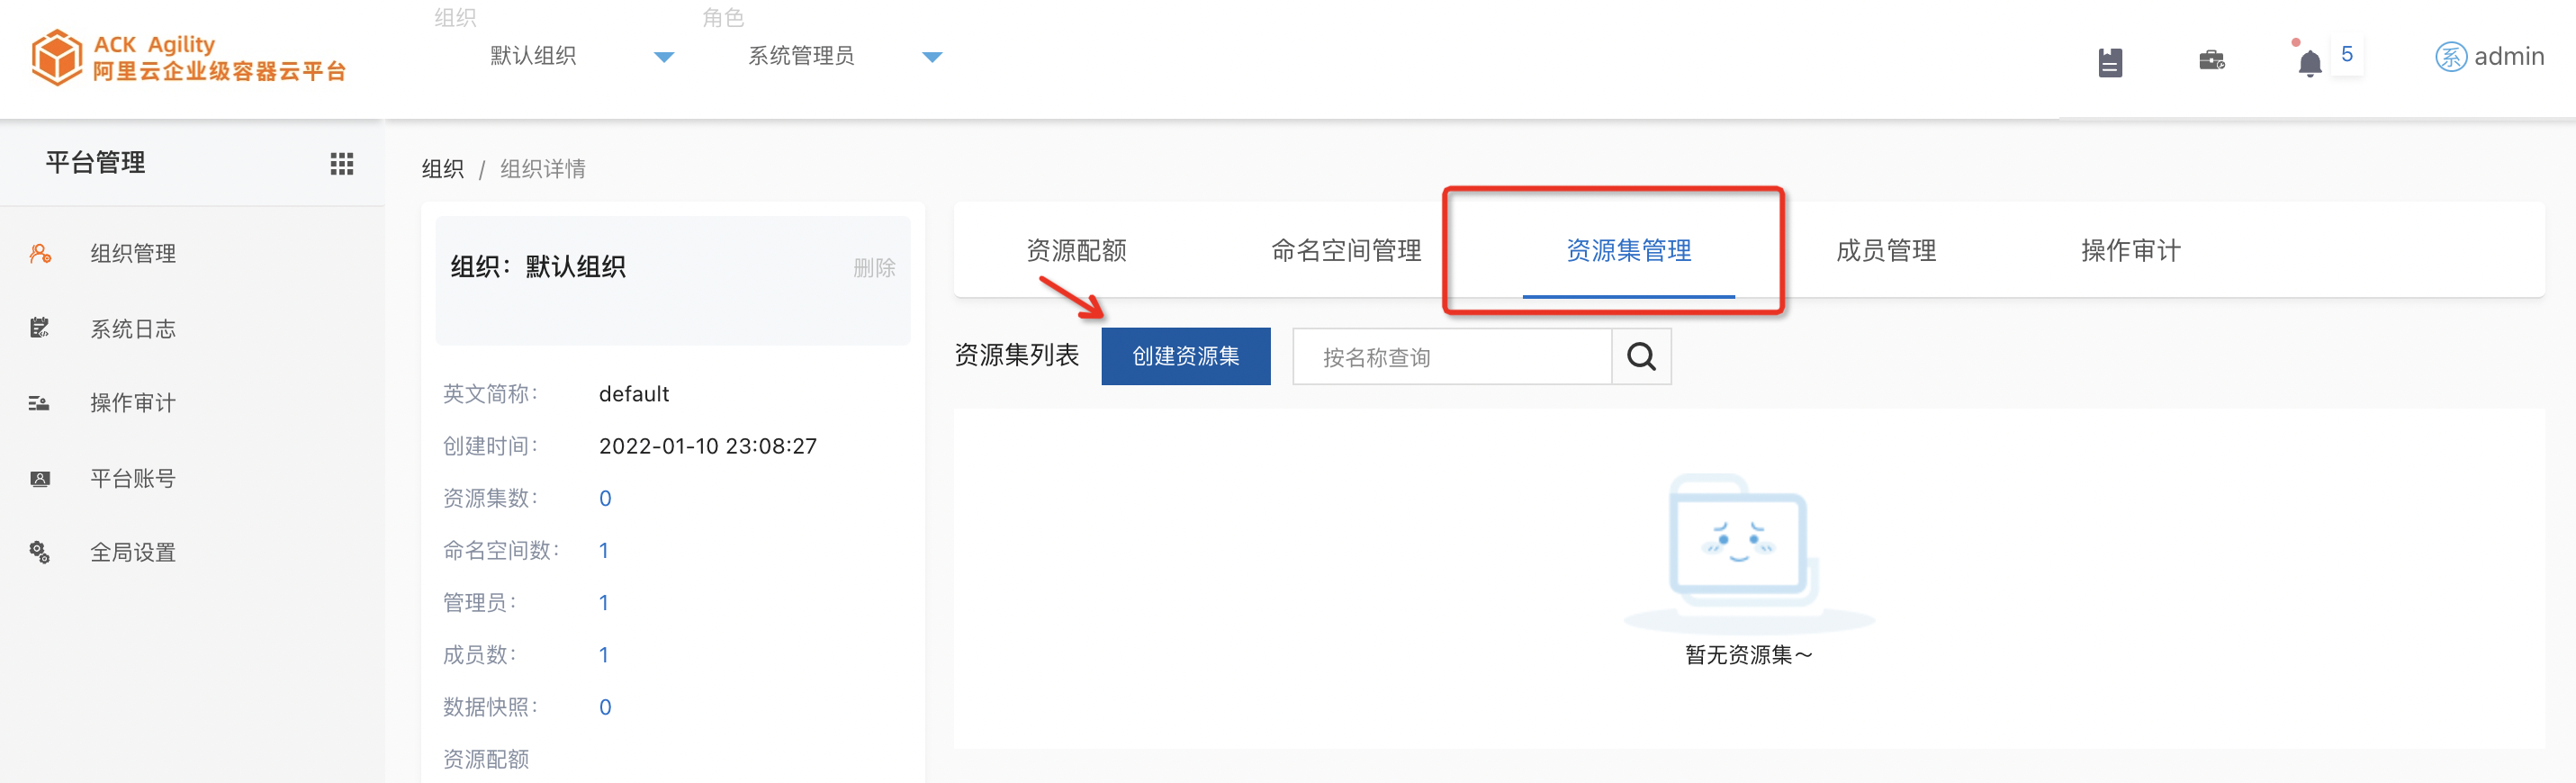 组织
角色
ACK Agility
阿里云企业级容器云平台
默认组织
系统管理员
5
系
admin
平台管理
组织管理
系统日志
操作审计
平台账号
全局设置
组织 / 组织详情
组织：默认组织
删除
英文简称：
default
创建时间：
2022-01-10 23:08:27
资源集数：
0
命名空间数：
1
管理员：
1
成员数：
1
数据快照：
0
资源配额
资源配额
命名空间管理
资源集管理
成员管理
操作审计
资源集列表
创建资源集
按名称查询
暂无资源集～